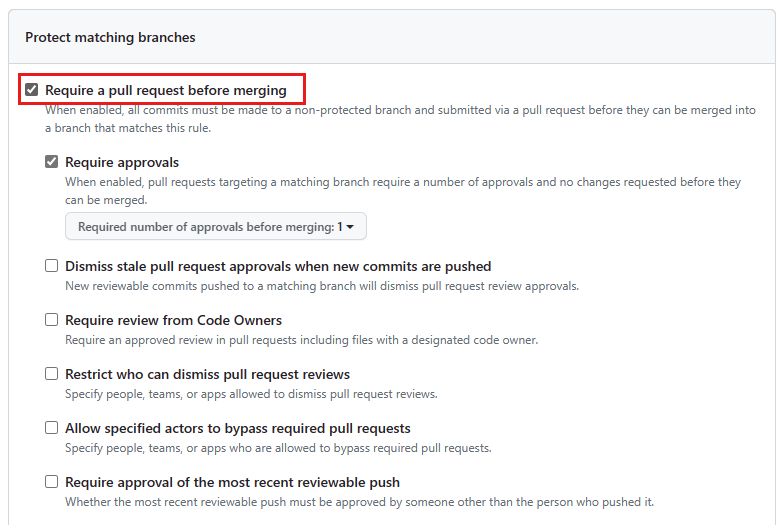 Protect matching branches
Require a pull request before merging
When enabled, all commits must be made to a non-protected branch and submitted via a pull request before they can be merged into
a branch that matches this rule.
Require approvals
When enabled, pull requests targeting a matching branch require a number of approvals and no changes requested before they
can be merged.
Required number of approvals before merging: 1
Dismiss stale pull request approvals when new commits are pushed
New reviewable commits pushed to a matching branch will dismiss pull request review approvals.
Require review from Code Owners
Require an approved review in pull requests including files with a designated code owner.
Restrict who can dismiss pull request reviews
Specify people, teams, or apps allowed to dismiss pull request reviews.
Allow specified actors to bypass required pull requests
Specify people, teams, or apps who are allowed to bypass required pull requests.
Require approval of the most recent reviewable push
Whether the most recent reviewable push must be approved by someone other than the person who pushed it.